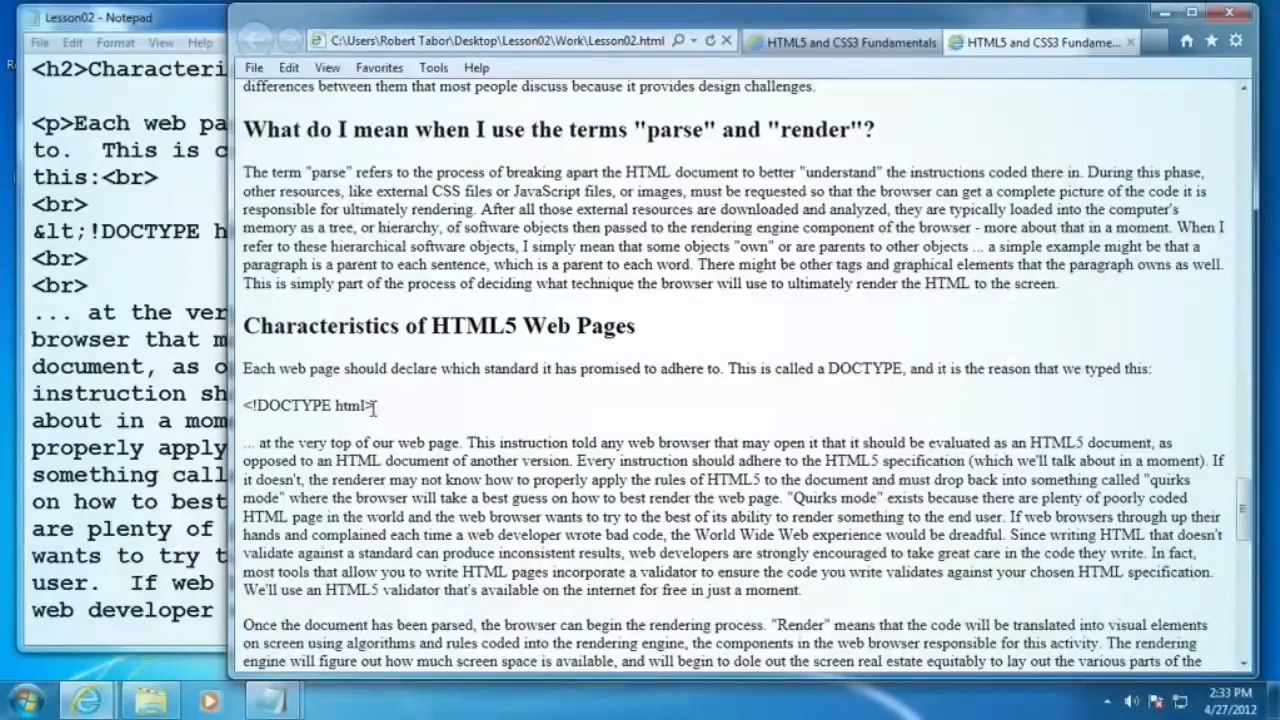 Lesson02 - Notepad
File Edit Format View Help
<h2>Characteri
<p>Each web pa
to. This is c
this:<br>
<br>
&lt;!DOCTYPE h
<br>
<br>
... at the ver
browser that m
document, as o
instruction sh
about in a mom
properly apply
something call
on how to best
are plenty of
wants to try t
user. If web
web developer
C:\Users\Robert Tabor\Desktop\Lesson02\Work\Lesson02.html
HTML5 and CSS3 Fundamentals
HTML5 and CSS3 Fundame...
File Edit View Favorites Tools Help
differences between them that most people discuss because it provides design challenges.
What do I mean when I use the terms "parse" and "render"?
The term "parse" refers to the process of breaking apart the HTML document to better "understand" the instructions coded there in. During this phase,
other resources, like external CSS files or JavaScript files, or images, must be requested so that the browser can get a complete picture of the code it is
responsible for ultimately rendering. After all those external resources are downloaded and analyzed, they are typically loaded into the computer's
memory as a tree, or hierarchy, of software objects then passed to the rendering engine component of the browser - more about that in a moment. When I
refer to these hierarchical software objects, I simply mean that some objects "own" or are parents to other objects ... a simple example might be that a
paragraph is a parent to each sentence, which is a parent to each word. There might be other tags and graphical elements that the paragraph owns as well.
This is simply part of the process of deciding what technique the browser will use to ultimately render the HTML to the screen.
Characteristics of HTML5 Web Pages
Each web page should declare which standard it has promised to adhere to. This is called a DOCTYPE, and it is the reason that we typed this:
<!DOCTYPE html>
... at the very top of our web page. This instruction told any web browser that may open it that it should be evaluated as an HTML5 document, as
opposed to an HTML document of another version. Every instruction should adhere to the HTML5 specification (which we'll talk about in a moment). If
it doesn't, the renderer may not know how to properly apply the rules of HTML5 to the document and must drop back into something called "quirks
mode" where the browser will take a best guess on how to best render the web page. "Quirks mode" exists because there are plenty of poorly coded
HTML page in the world and the web browser wants to try to the best of its ability to render something to the end user. If web browsers through up their
hands and complained each time a web developer wrote bad code, the World Wide Web experience would be dreadful. Since writing HTML that doesn't
validate against a standard can produce inconsistent results, web developers are strongly encouraged to take great care in the code they write. In fact,
most tools that allow you to write HTML pages incorporate a validator to ensure the code you write validates against your chosen HTML specification.
We'll use an HTML5 validator that's available on the internet for free in just a moment.
Once the document has been parsed, the browser can begin the rendering process. "Render" means that the code will be translated into visual elements
on screen using algorithms and rules coded into the rendering engine, the components in the web browser responsible for this activity. The rendering
engine will figure out how much screen space is available, and will begin to dole out the screen real estate equitably to lay out the various parts of the
2:33 PM
4/27/2012